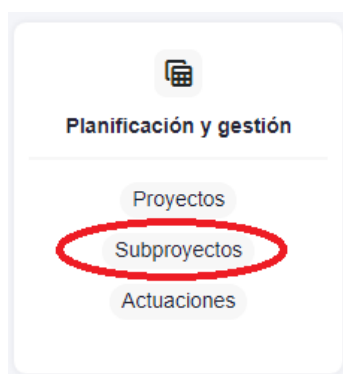 Planificación y gestión
Proyectos
Subproyectos
Actuaciones